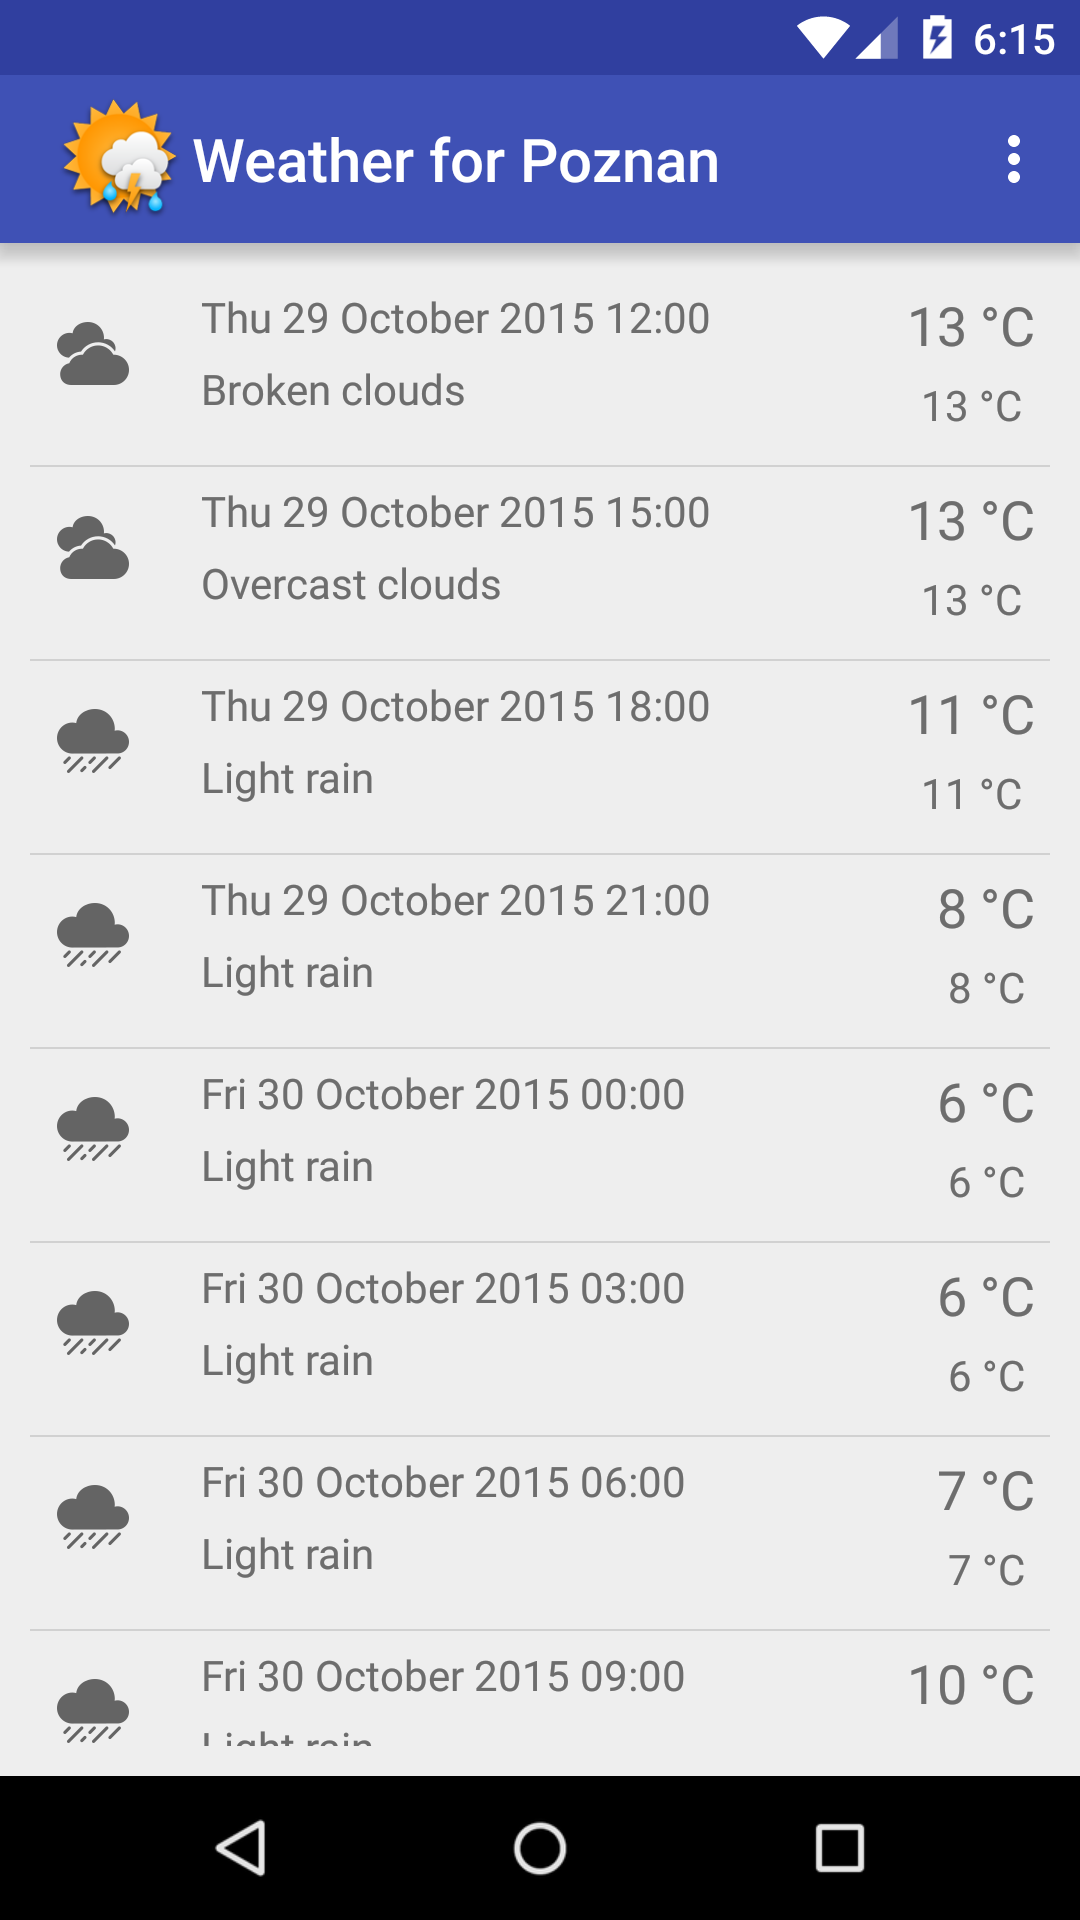 6:15
Weather for Poznan
Thu 29 October 2015 12:00 13 °C
Broken clouds 13 °C
Thu 29 October 2015 15:00 13 °C
Overcast clouds 13 °C
Thu 29 October 2015 18:00 11 °C
Light rain 11 °C
Thu 29 October 2015 21:00 8 °C
Light rain 8 °C
Fri 30 October 2015 00:00 6 °C
Light rain 6 °C
Fri 30 October 2015 03:00 6 °C
Light rain 6 °C
Fri 30 October 2015 06:00 7 °C
Light rain 7 °C
Fri 30 October 2015 09:00 10 °C
Light rain